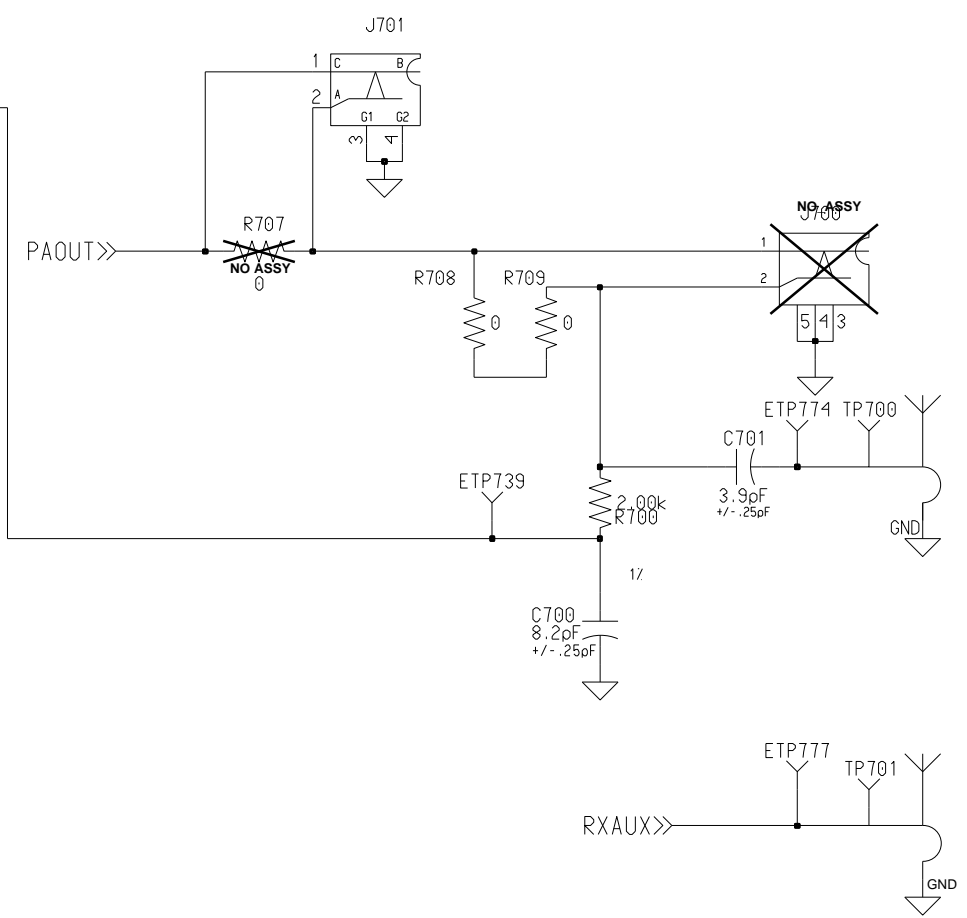 J701
1
C
B
2
A
G1
G2
3
4
PAOUT
R707
NO ASSY
0
NO ASSY
J700
1
2
5
4
3
R708
R709
0
0
ETP774
TP700
C701
3.9pF
+/-.25pF
GND
ETP739
2.00k
R700
1%
C700
8.2pF
+/-.25pF
ETP777
TP701
RXAUX
GND